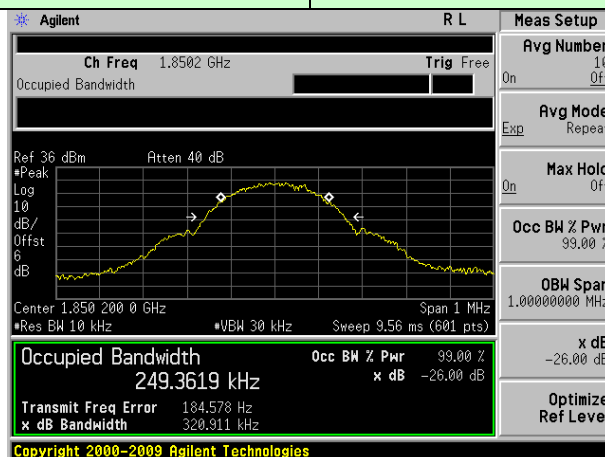 Agilent R L Meas Setup
Avg Number
10
On Off
Ch Freq 1.8502 GHz Trig Free
Occupied Bandwidth
Avg Mode
Exp Repeat
Ref 36 dBm Atten 40 dB
#Peak
Log
10
dB/
Offst
6
dB
Max Hold
On Off
Occ BW % Pwr
99.00 %
OBW Span
1.00000000 MHz
Center 1.850 200 0 GHz Span 1 MHz
#Res BW 10 kHz #VBW 30 kHz Sweep 9.56 ms (601 pts)
x dB
-26.00 dB
Occupied Bandwidth Occ BW % Pwr 99.00 %
249.3619 kHz x dB -26.00 dB
Transmit Freq Error 184.578 Hz
x dB Bandwidth 320.911 kHz
Optimize
Ref Level
Copyright 2000-2009 Agilent Technologies